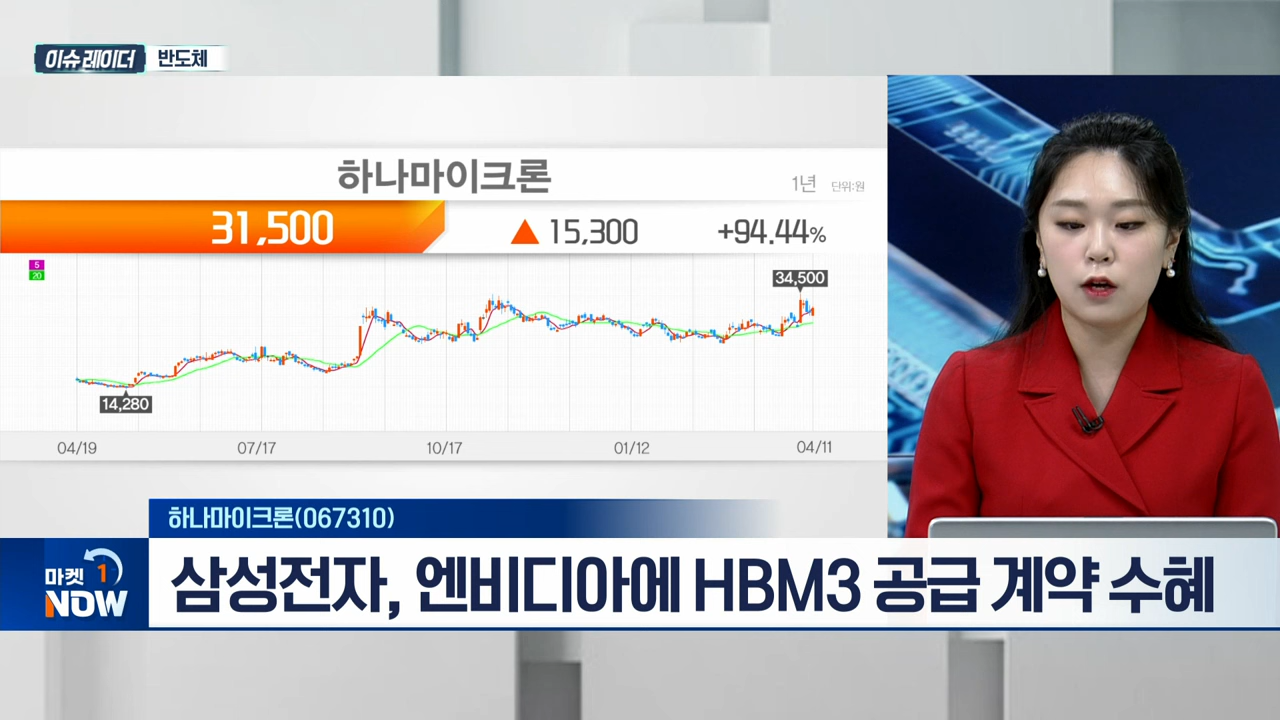 이슈레이더 반도체
하나마이크론
1년 단위:원
31,500 ▲ 15,300 +94.44%
5
20
34,500
14,280
04/19 07/17 10/17 01/12 04/11
하나마이크론(067310)
마켓 1
NOW
삼성전자, 엔비디아에 HBM3 공급 계약 수혜